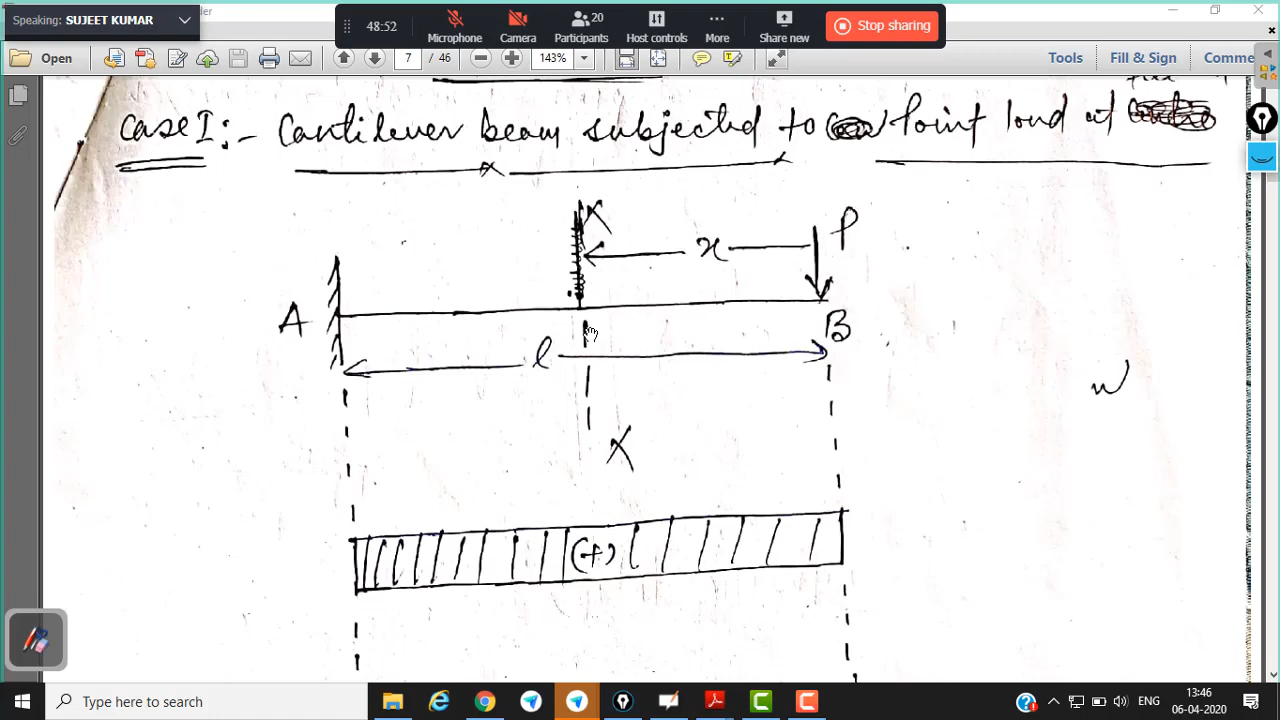 Speaking: SUJEET KUMAR
48:52
Microphone
Camera
20
Participants
Host controls
More
Share new
Stop sharing
Open
7 / 46
143%
Tools
Fill & Sign
Comme
Case I :- Cantilever beam subjected to Point load at
X
x
P
A
B
l
X
W
(+)
Type here to search
ENG
13:46
06-04-2020